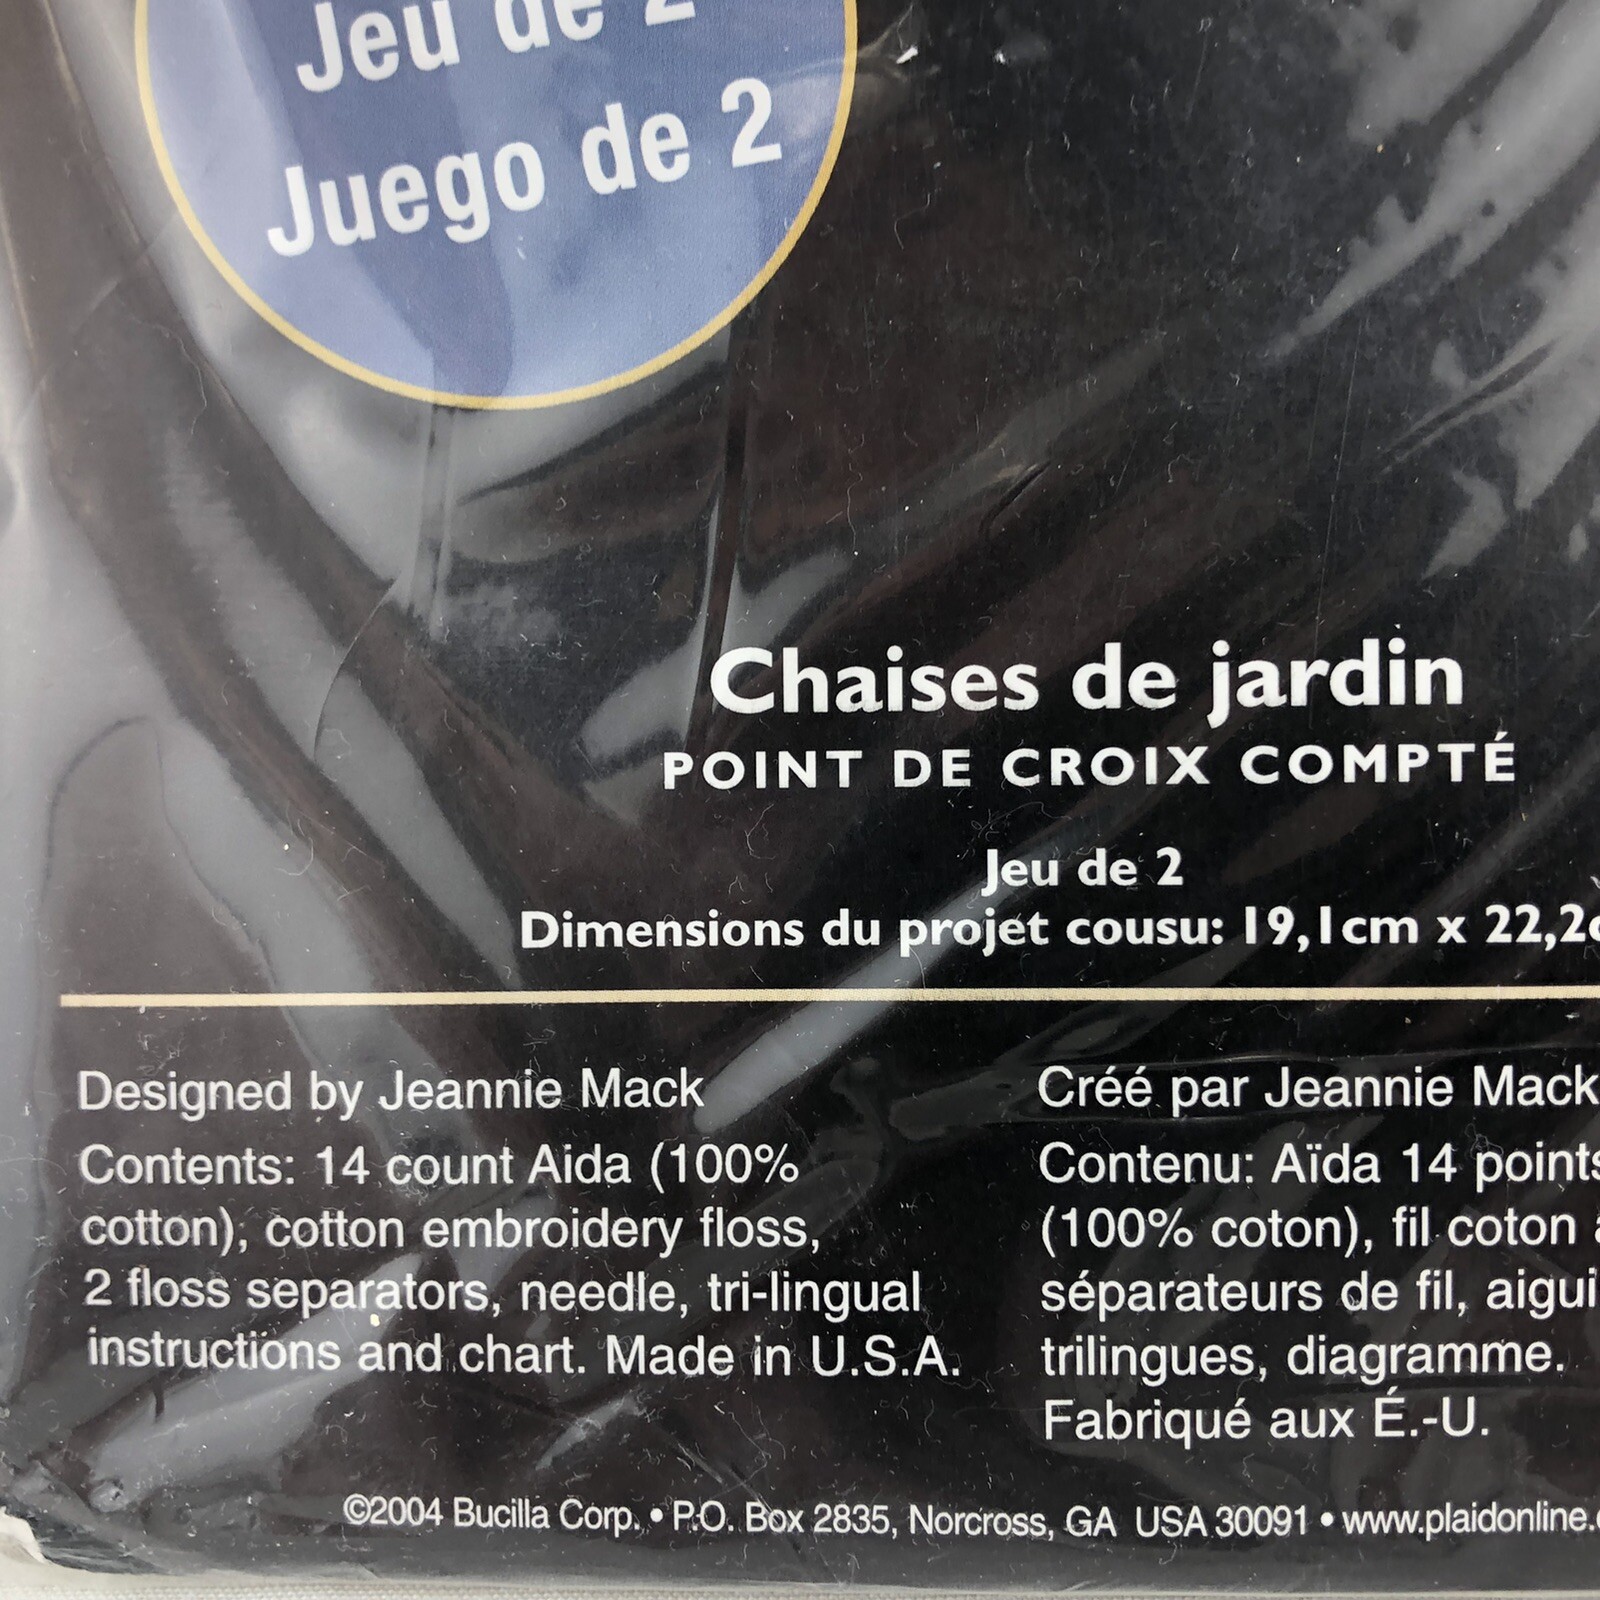 Jeu de 2
Juego de 2
Chaises de jardin
POINT DE CROIX COMPTÉ
Jeu de 2
Dimensions du projet cousu: 19,1cm x 22,2c
Designed by Jeannie Mack
Contents: 14 count Aida (100%
cotton), cotton embroidery floss,
2 floss separators, needle, tri-lingual
instructions and chart. Made in U.S.A.
Créé par Jeannie Mack
Contenu: Aïda 14 points
(100% coton), fil coton
séparateurs de fil, aigui
trilingues, diagramme.
Fabriqué aux É.-U.
©2004 Bucilla Corp. • P.O. Box 2835, Norcross, GA USA 30091 • www.plaidonline.